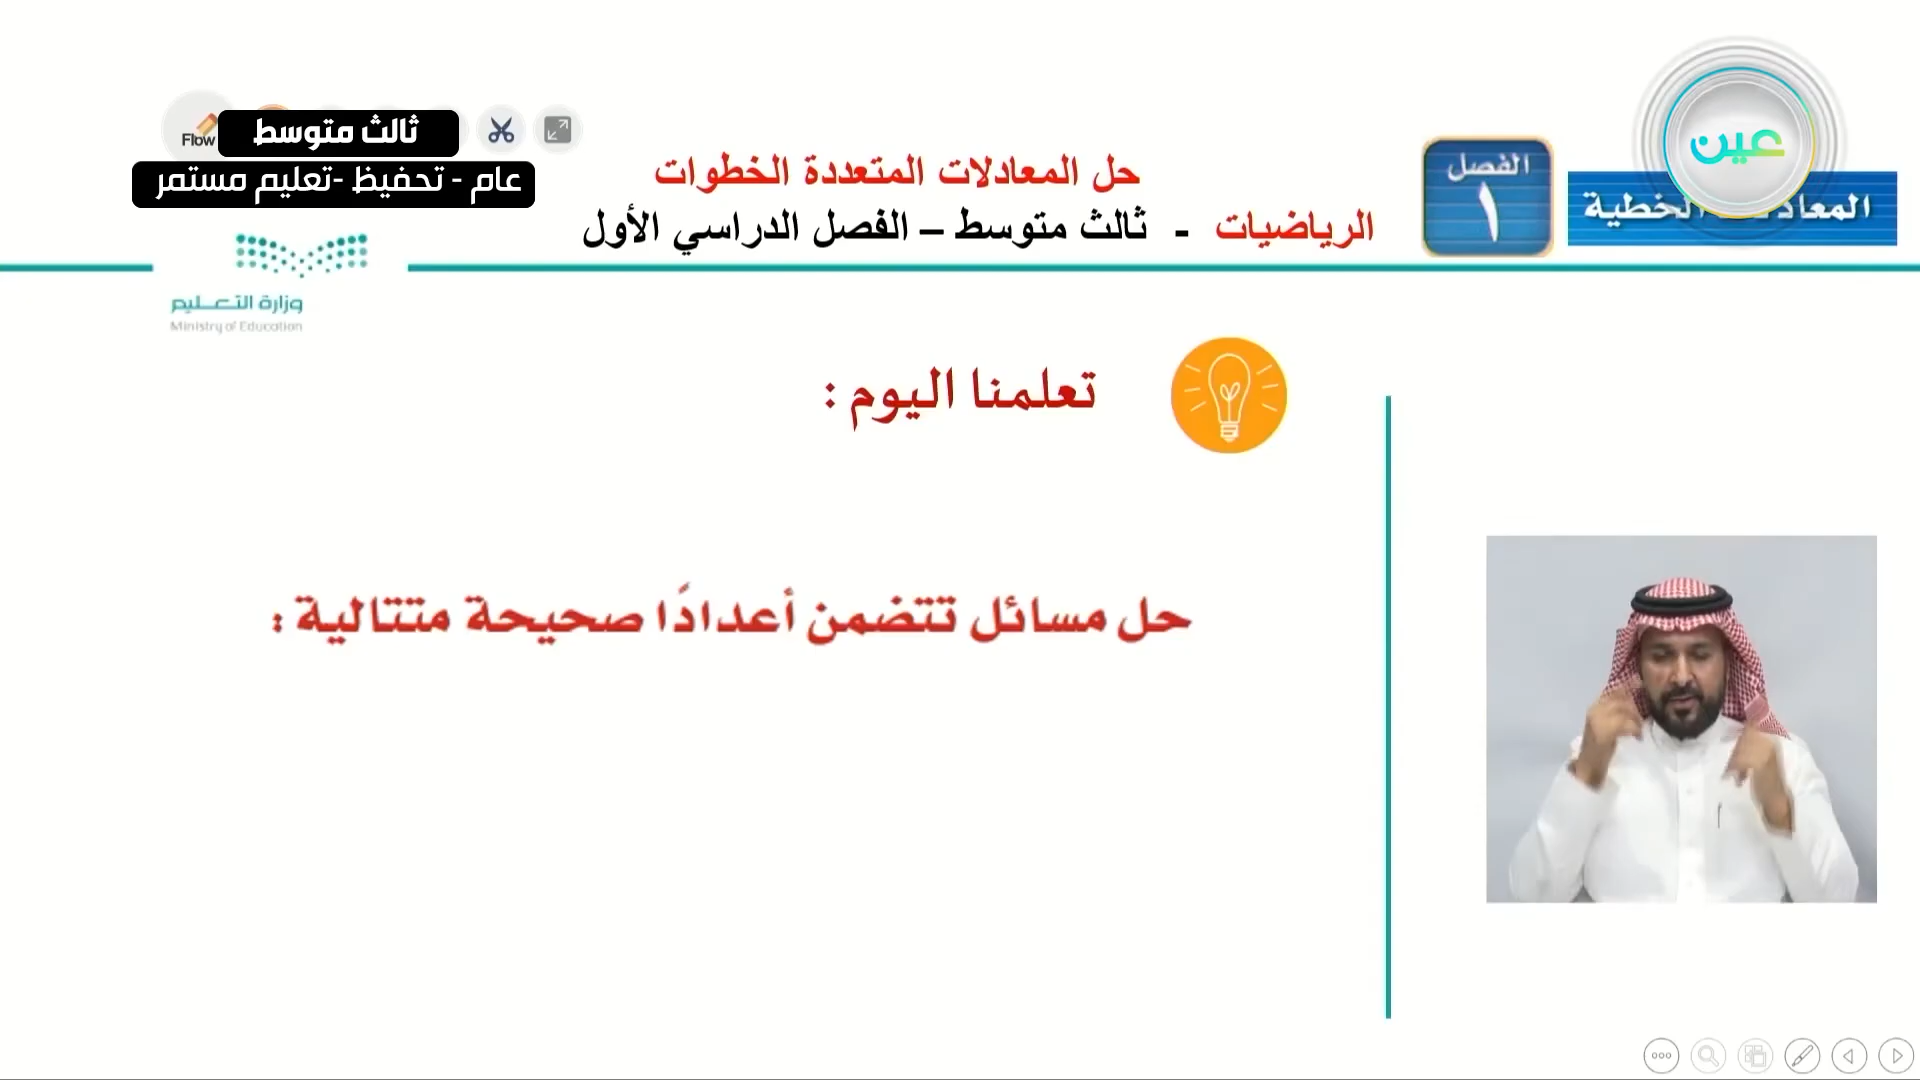 عين
ثالث متوسط
عام - تحفيظ -تعليم مستمر
Flow
حل المعادلات المتعددة الخطوات
الرياضيات - ثالث متوسط – الفصل الدراسي الأول
الفصل
١
الخطية
وزارة التعليم
Ministry of Education
تعلمنا اليوم :
حل مسائل تتضمن أعدادًا صحيحة متتالية :